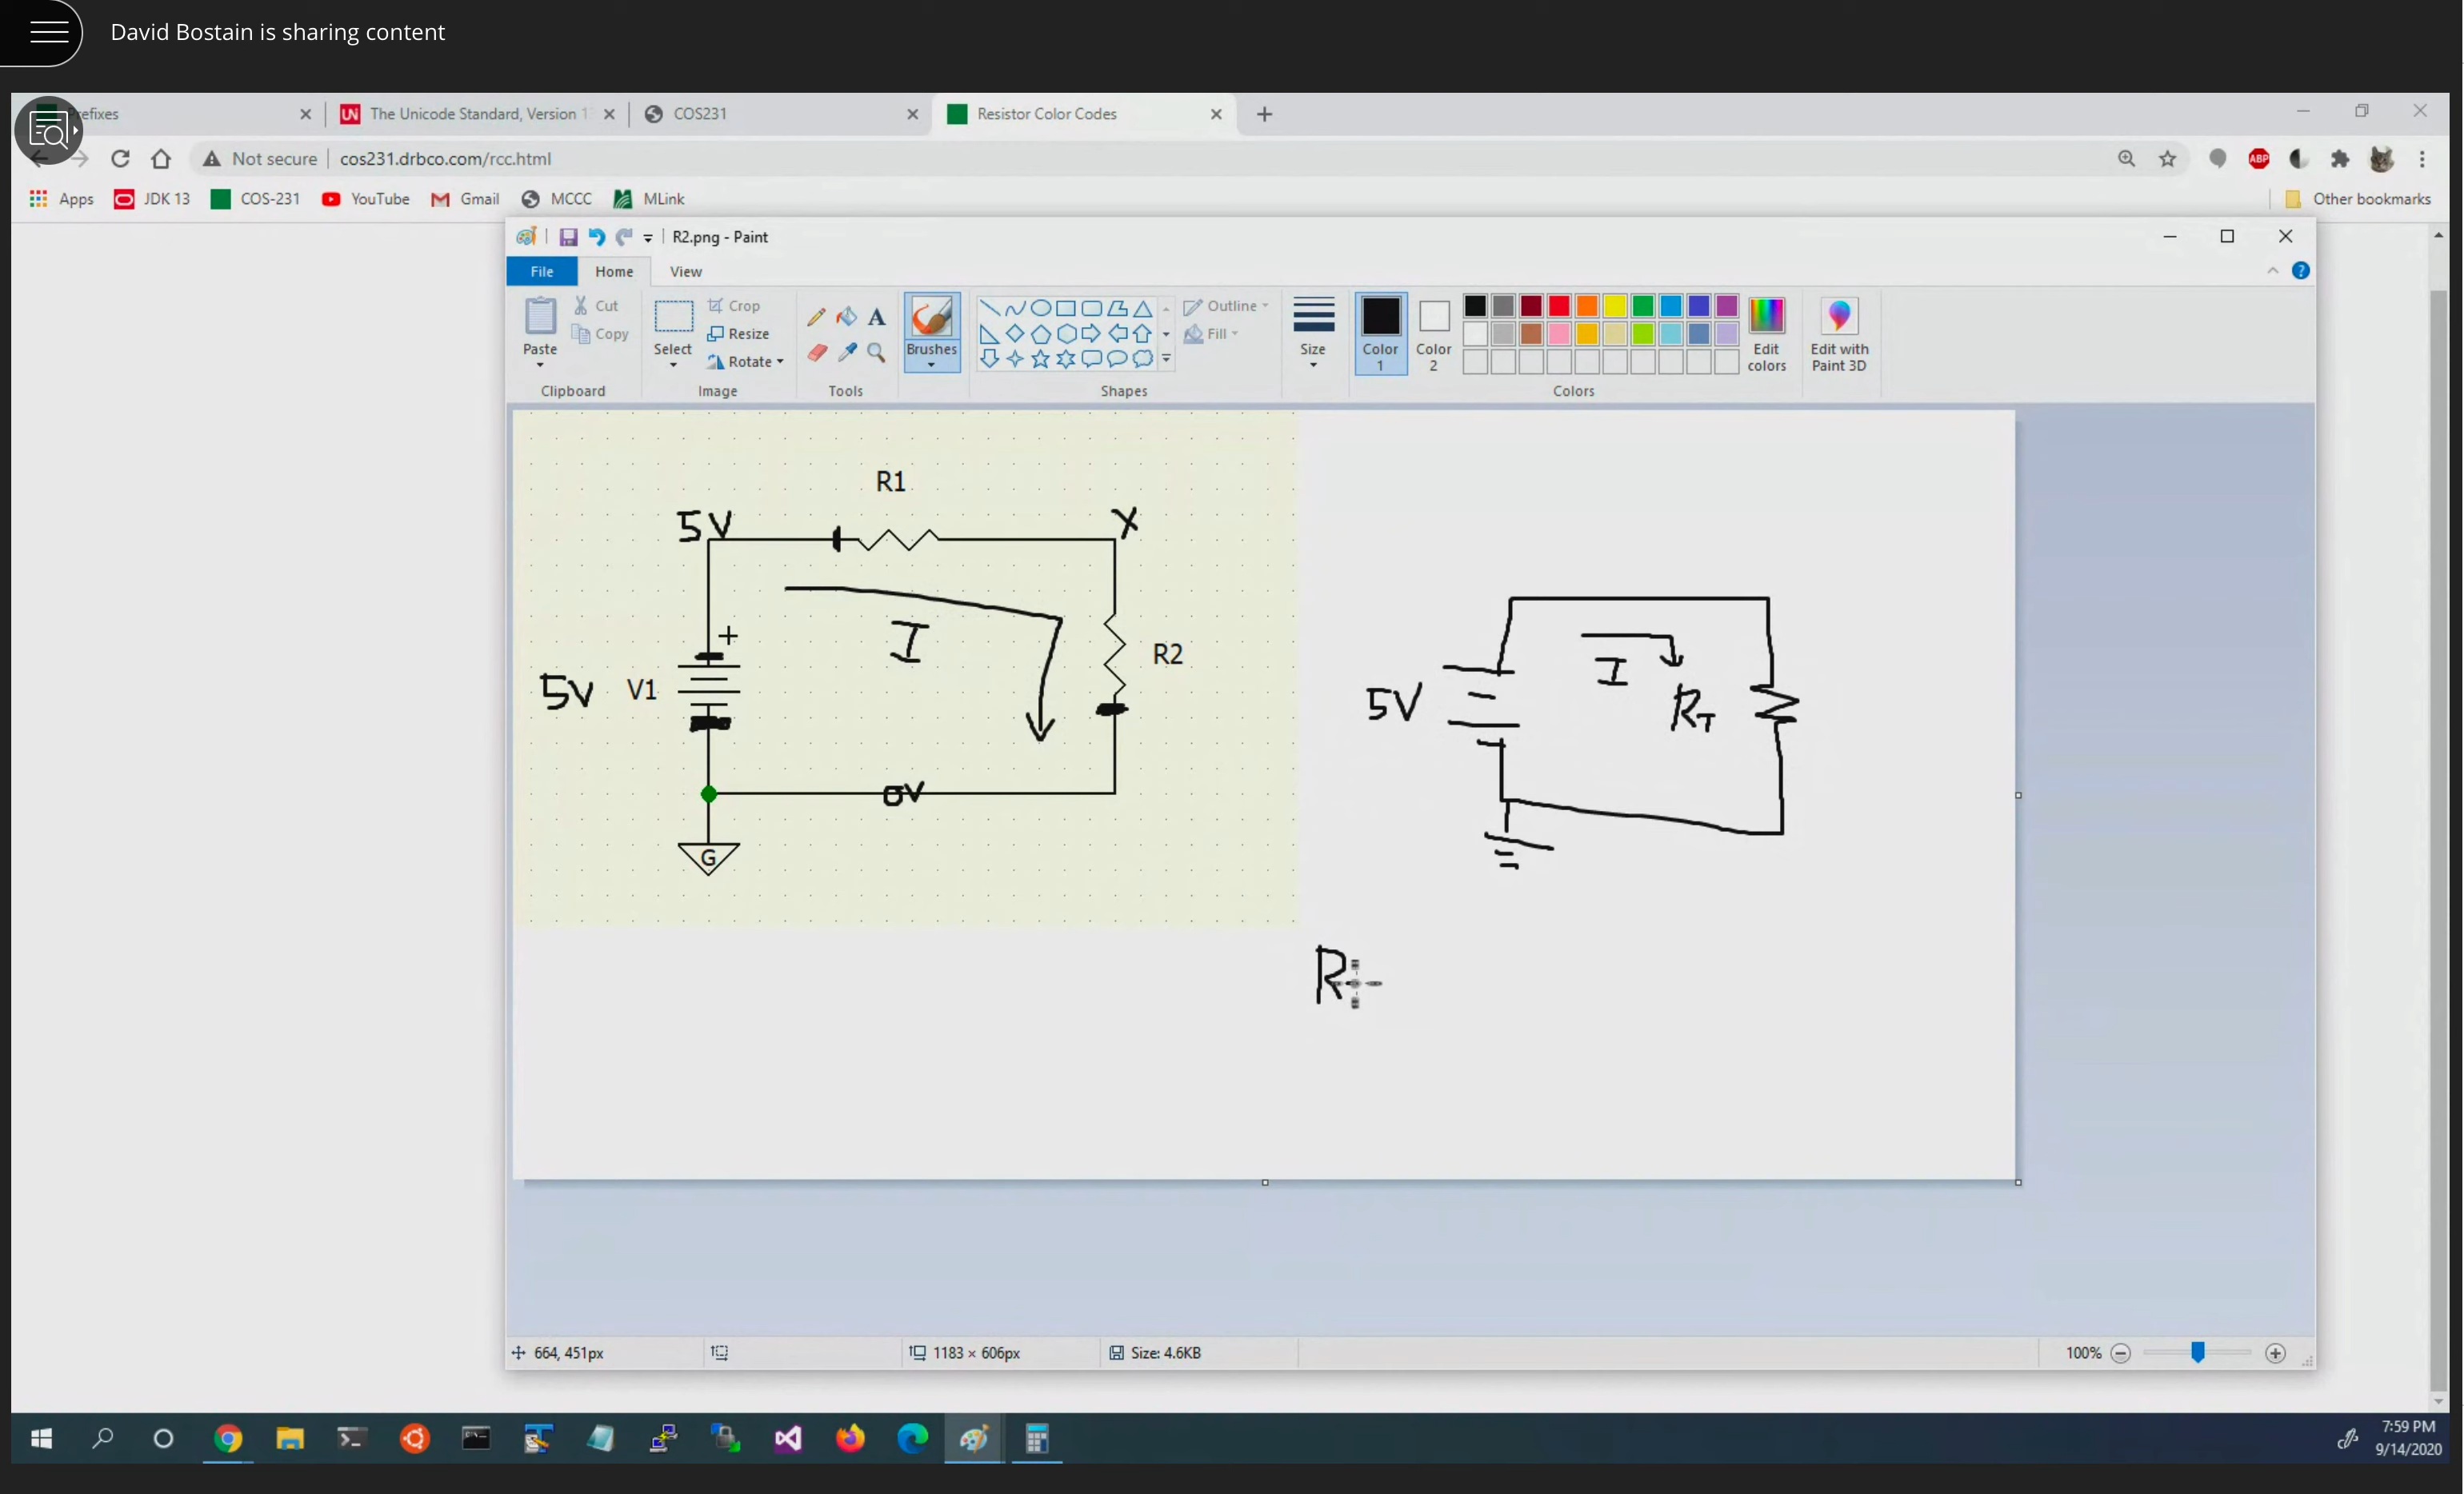 David Bostain is sharing content
refixes
The Unicode Standard, Version 1
COS231
Resistor Color Codes
Not secure
cos231.drbco.com/rcc.html
ABP
Apps
JDK 13
COS-231
YouTube
Gmail
MCCC
MLink
Other bookmarks
R2.png - Paint
File
Home
View
Paste
Cut
Copy
Clipboard
Select
Crop
Resize
Rotate
Image
A
Tools
Brushes
Shapes
Outline
Fill
Size
Color
1
Color
2
Edit
colors
Edit with
Paint 3D
Colors
R1
5V
X
+
I
R2
5V
V1
0V
G
I
5V
RT
R
664, 451px
1183 × 606px
Size: 4.6KB
100%
7:59 PM
9/14/2020